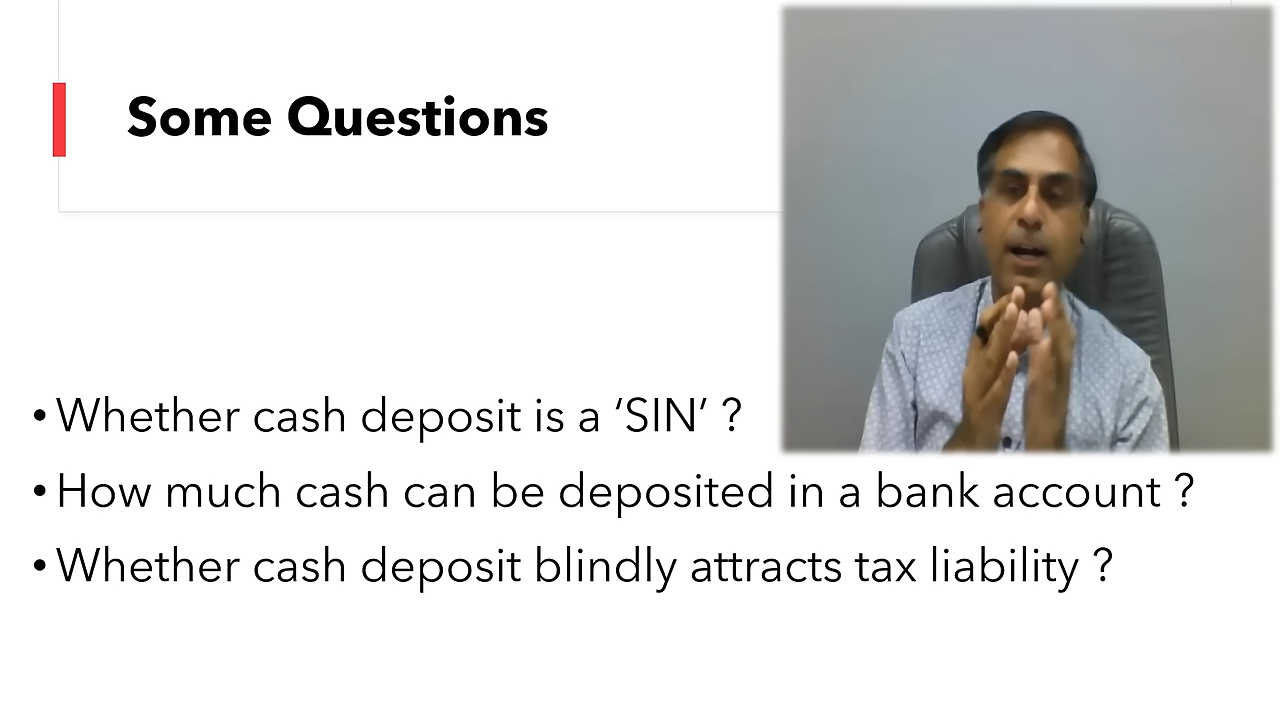 Some Questions
• Whether cash deposit is a ‘SIN’ ?
• How much cash can be deposited in a bank account ?
• Whether cash deposit blindly attracts tax liability ?